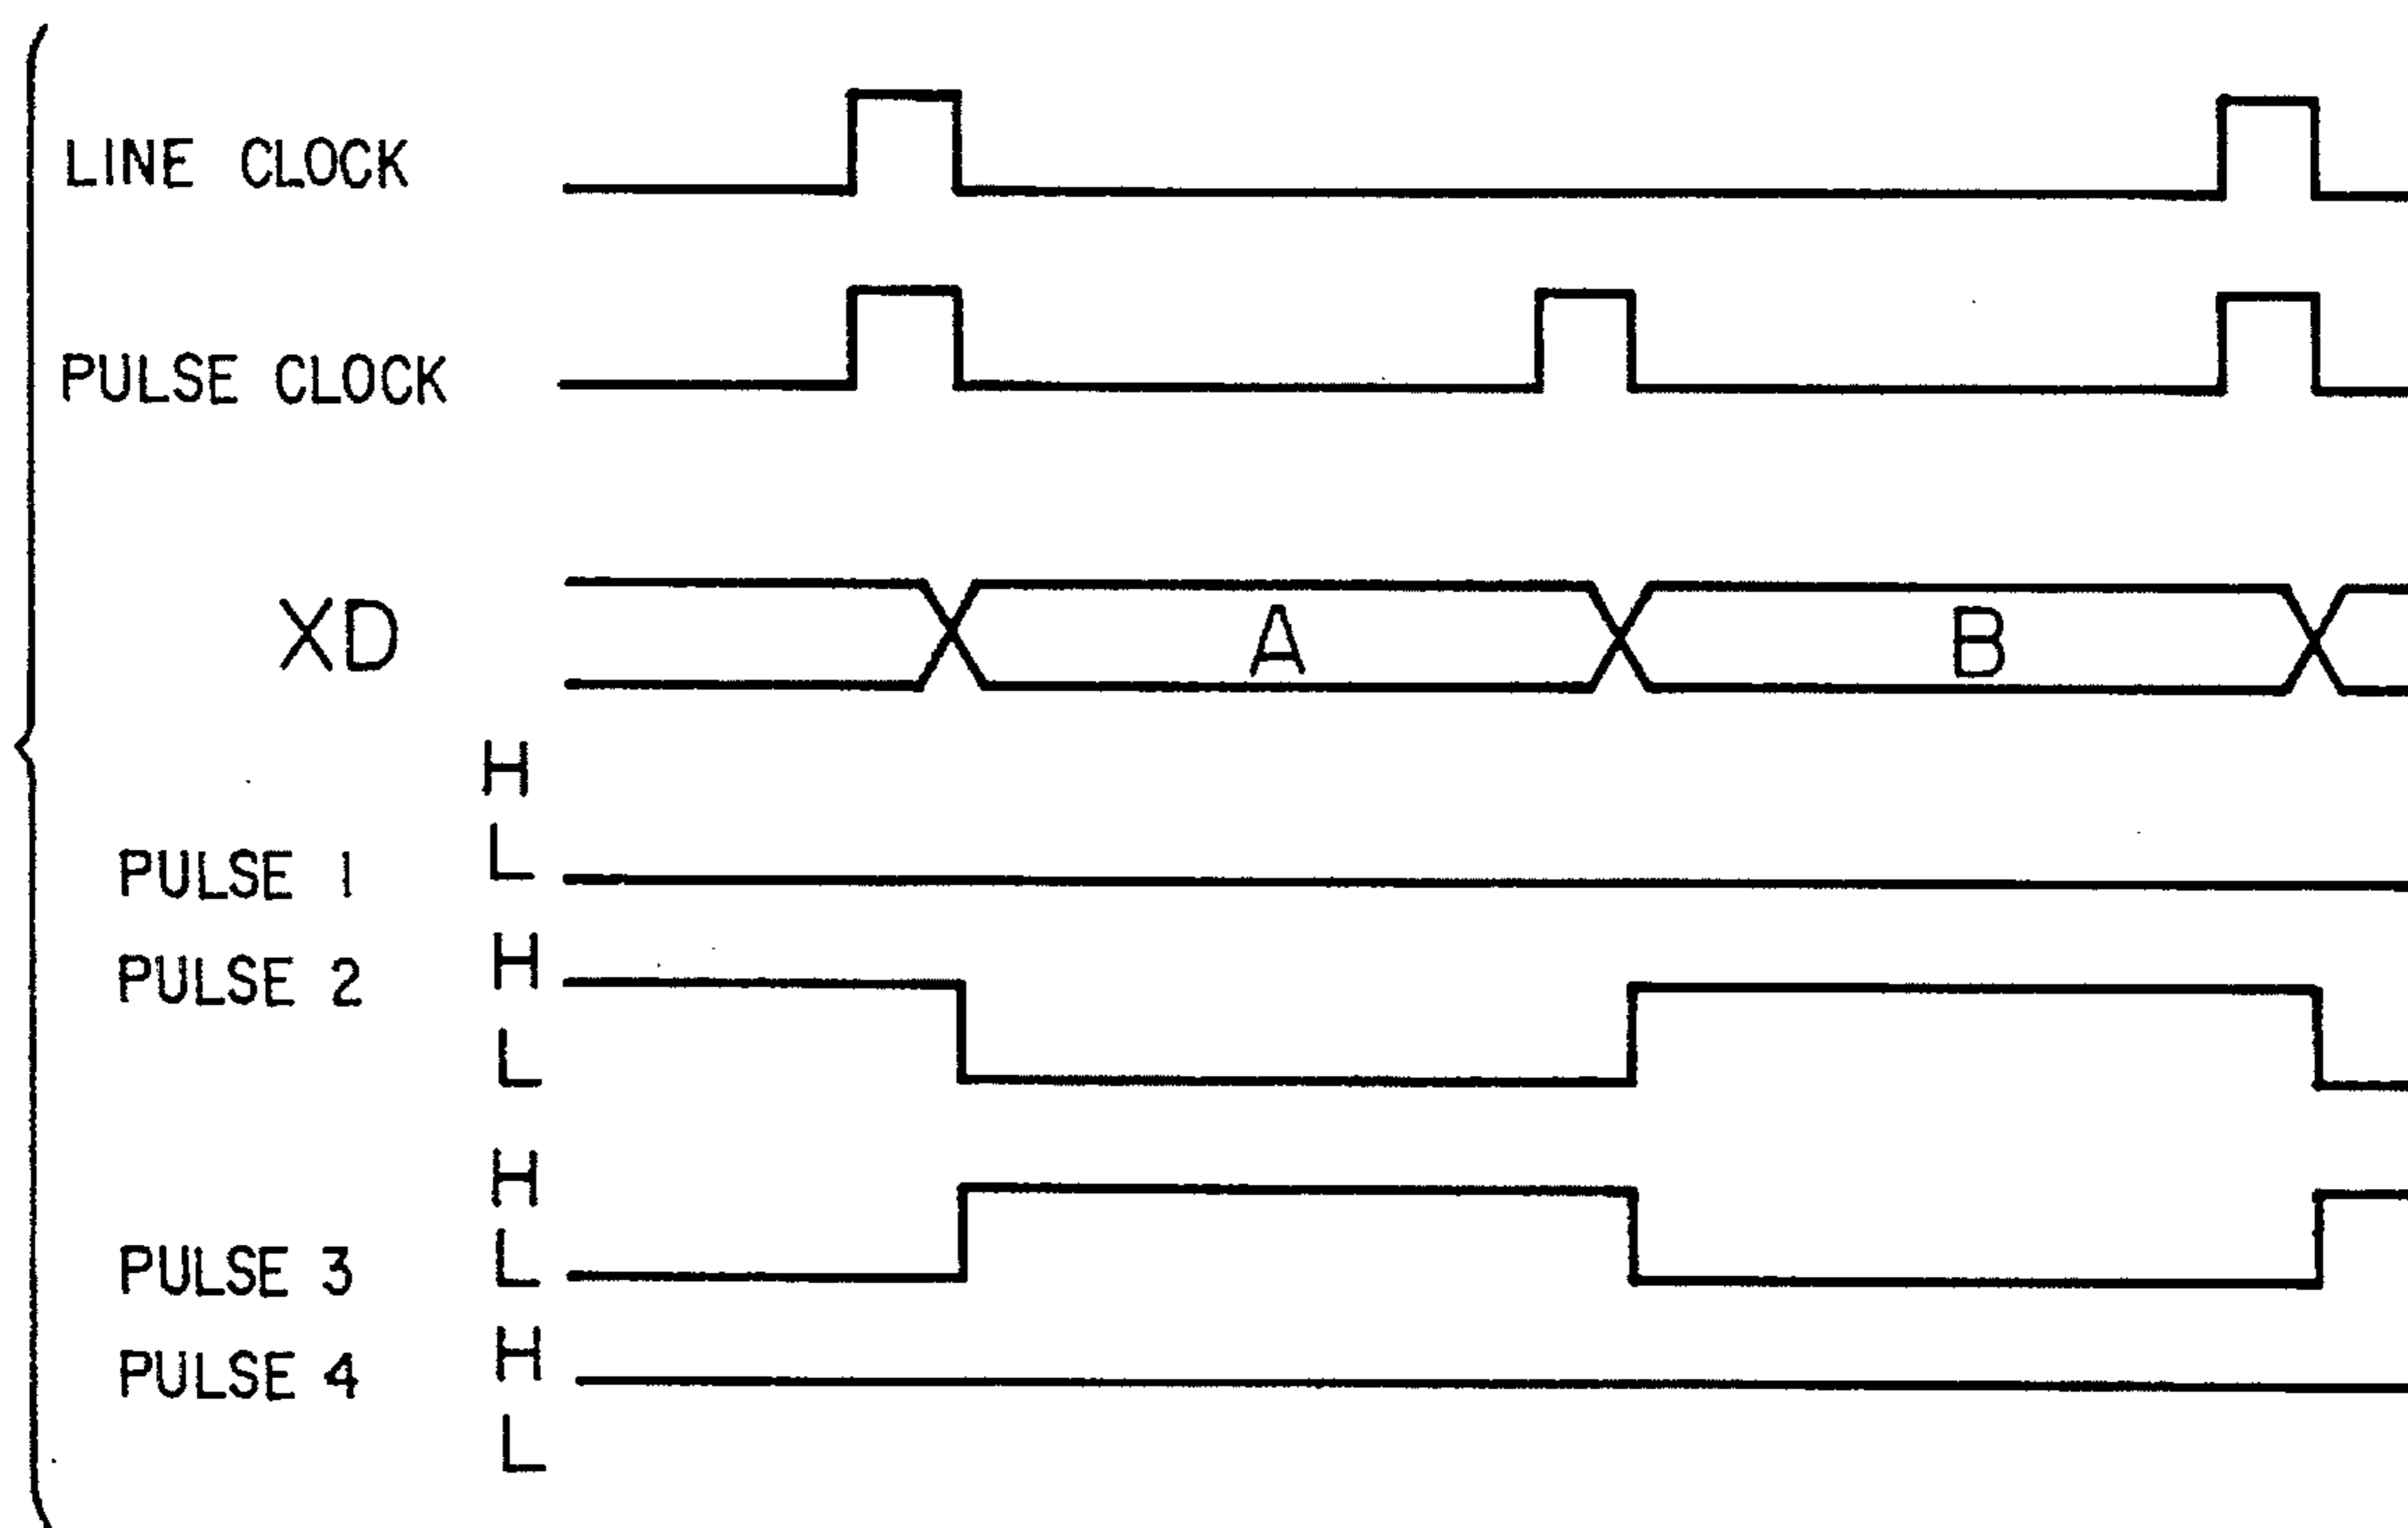 LINE CLOCK
PULSE CLOCK
XD
A
B
H
L
PULSE 1
H
PULSE 2
L
H
L
PULSE 3
H
PULSE 4
L